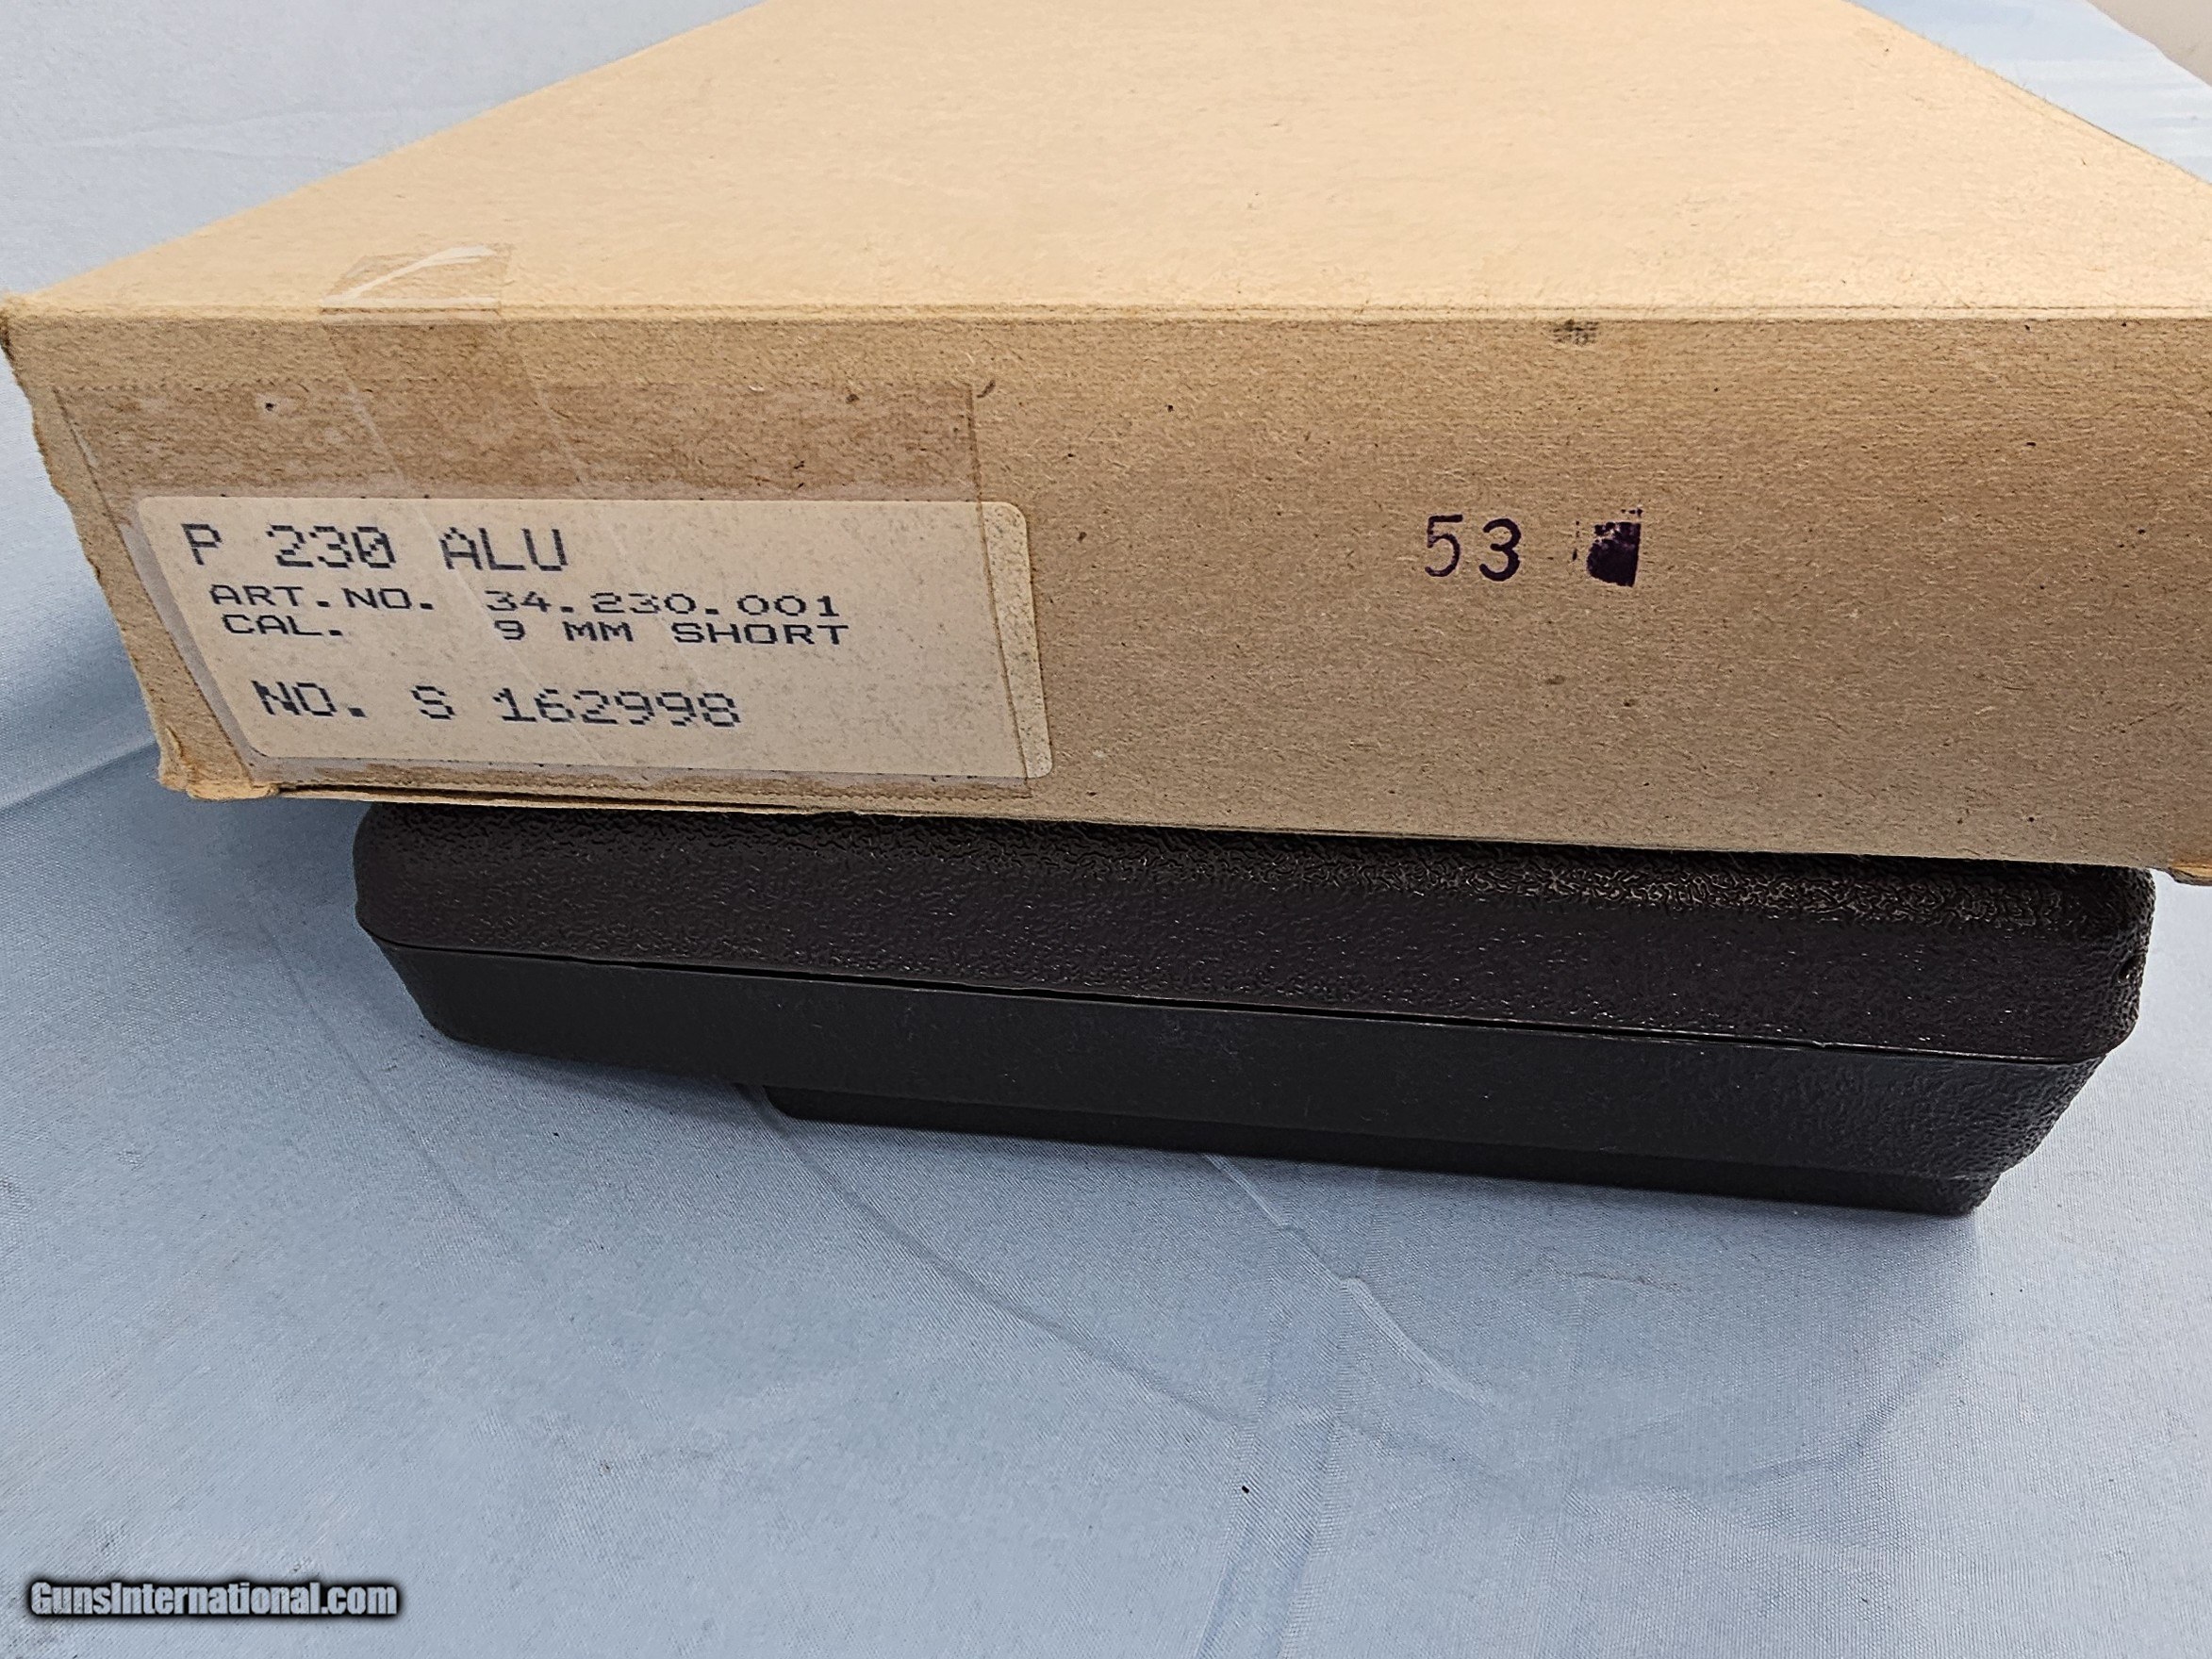 P 230 ALU
ART.NO. 34.230.001
CAL. 9 MM SHORT
NO. S 162998
53
GunsInternational.com